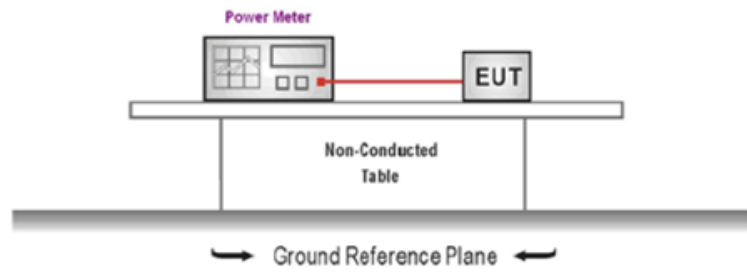 Power Meter
EUT
Non-Conducted
Table
Ground Reference Plane